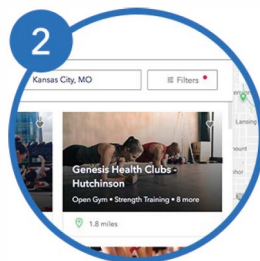 2
Kansas City, MO
Filters
Lansing
Genesis Health Clubs -
Hutchinson
Open Gym • Strength Training • 8 more
1.8 miles